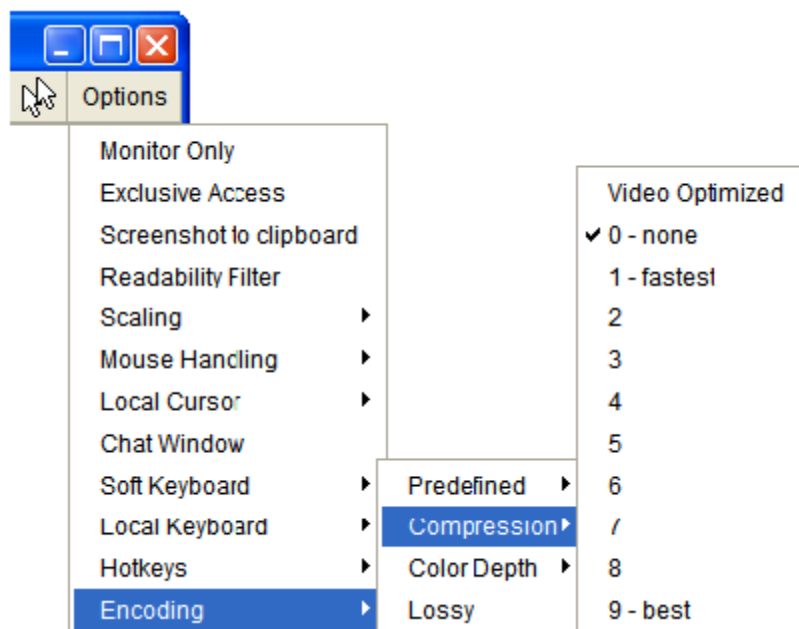 Options
Monitor Only
Exclusive Access
Screenshot to clipboard
Readability Filter
Scaling
Mouse Handling
Local Cursor
Chat Window
Soft Keyboard
Local Keyboard
Hotkeys
Encoding
Predefined
Compression
Color Depth
Lossy
Video Optimized
0 - none
1 - fastest
2
3
4
5
6
7
8
9 - best